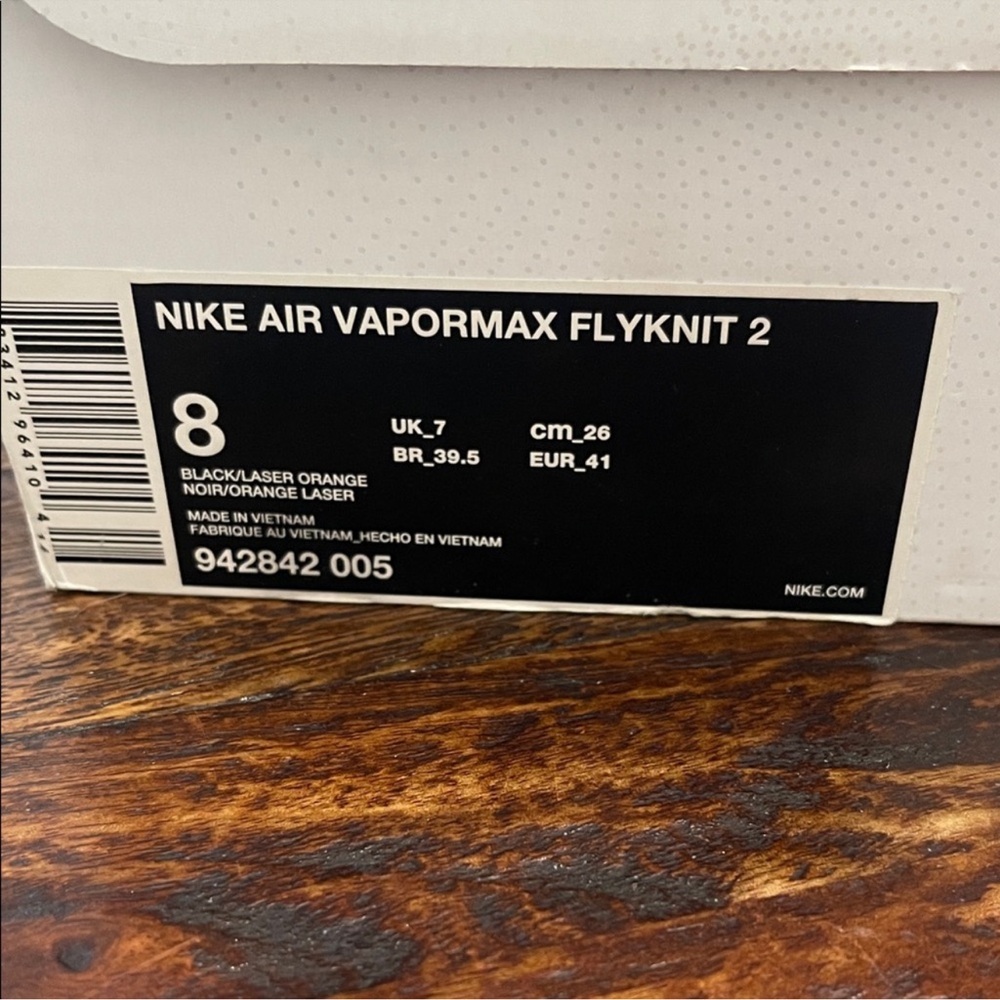 NIKE AIR VAPORMAX FLYKNIT 2
8
UK_7 cm_26
BR_39.5 EUR_41
BLACK/LASER ORANGE
NOIR/ORANGE LASER
MADE IN VIETNAM
FABRIQUE AU VIETNAM_HECHO EN VIETNAM
942842 005
NIKE.COM
96410